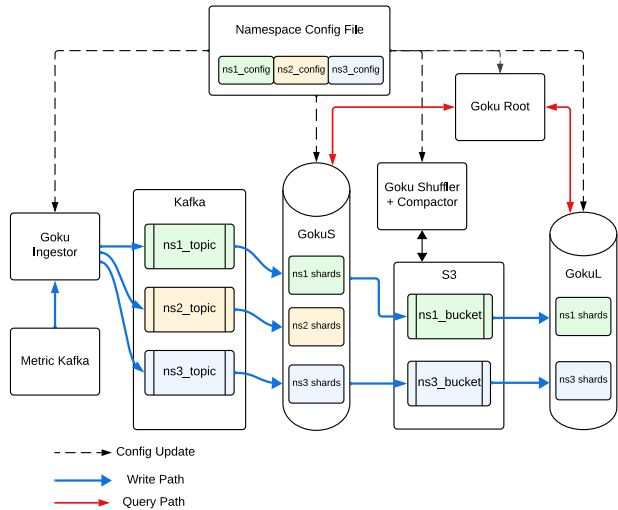 Namespace Config File
ns1_config ns2_config ns3_config
Goku Root
Goku Shuffler
+ Compactor
Kafka
GokuS
Goku
Ingestor
ns1_topic
S3
GokuL
ns1 shards
ns2_topic
ns1_bucket
ns1 shards
ns2 shards
Metric Kafka
ns3_topic
ns3 shards
ns3_bucket
ns3 shards
Config Update
Write Path
Query Path